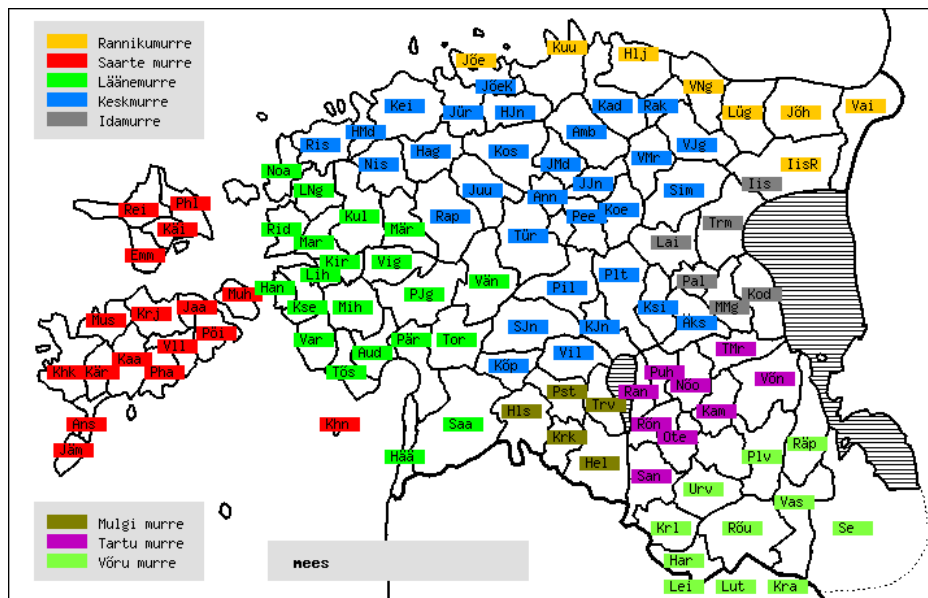 Rannikumurre
Saarte murre
Läänemurre
Keskmurre
Idamurre
Kuu
Hlj
Jõe
JõeK
VNg
Kei
Jür
HJn
Kad
Rak
Lüg
Jõh
Vai
HMd
Ris
Hag
Kos
Amb
VJg
Nis
JMd
VMr
IisR
Noa
LNg
Juu
Ann
JJn
Sim
Iis
Rei
Phl
Käi
Kul
Rap
Pee
Koe
Rid
Mar
Mär
Tür
Lai
Trm
Emm
Kir
Vig
Lih
Han
Vän
Pil
Plt
Pal
Kod
Muh
PJg
Mus
Krj
Jaa
Kse
Mih
Ksi
MMg
Pöi
SJn
KJn
Äks
Vll
Var
Aud
Pär
Tor
TMr
Khk
Kär
Kaa
Pha
Tõs
Köp
Vil
Puh
Nõo
Võn
Pst
Ran
Trv
Hls
Kam
Ans
Khn
Saa
Rõn
Krk
Ote
Jäm
Hää
Hel
San
Plv
Räp
Urv
Vas
Krl
Rõu
Se
Har
Lei
Lut
Kra
Mulgi murre
Tartu murre
Võru murre
mees